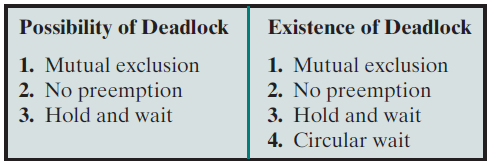 Possibility of Deadlock
1. Mutual exclusion
2. No preemption
3. Hold and wait
Existence of Deadlock
1. Mutual exclusion
2. No preemption
3. Hold and wait
4. Circular wait